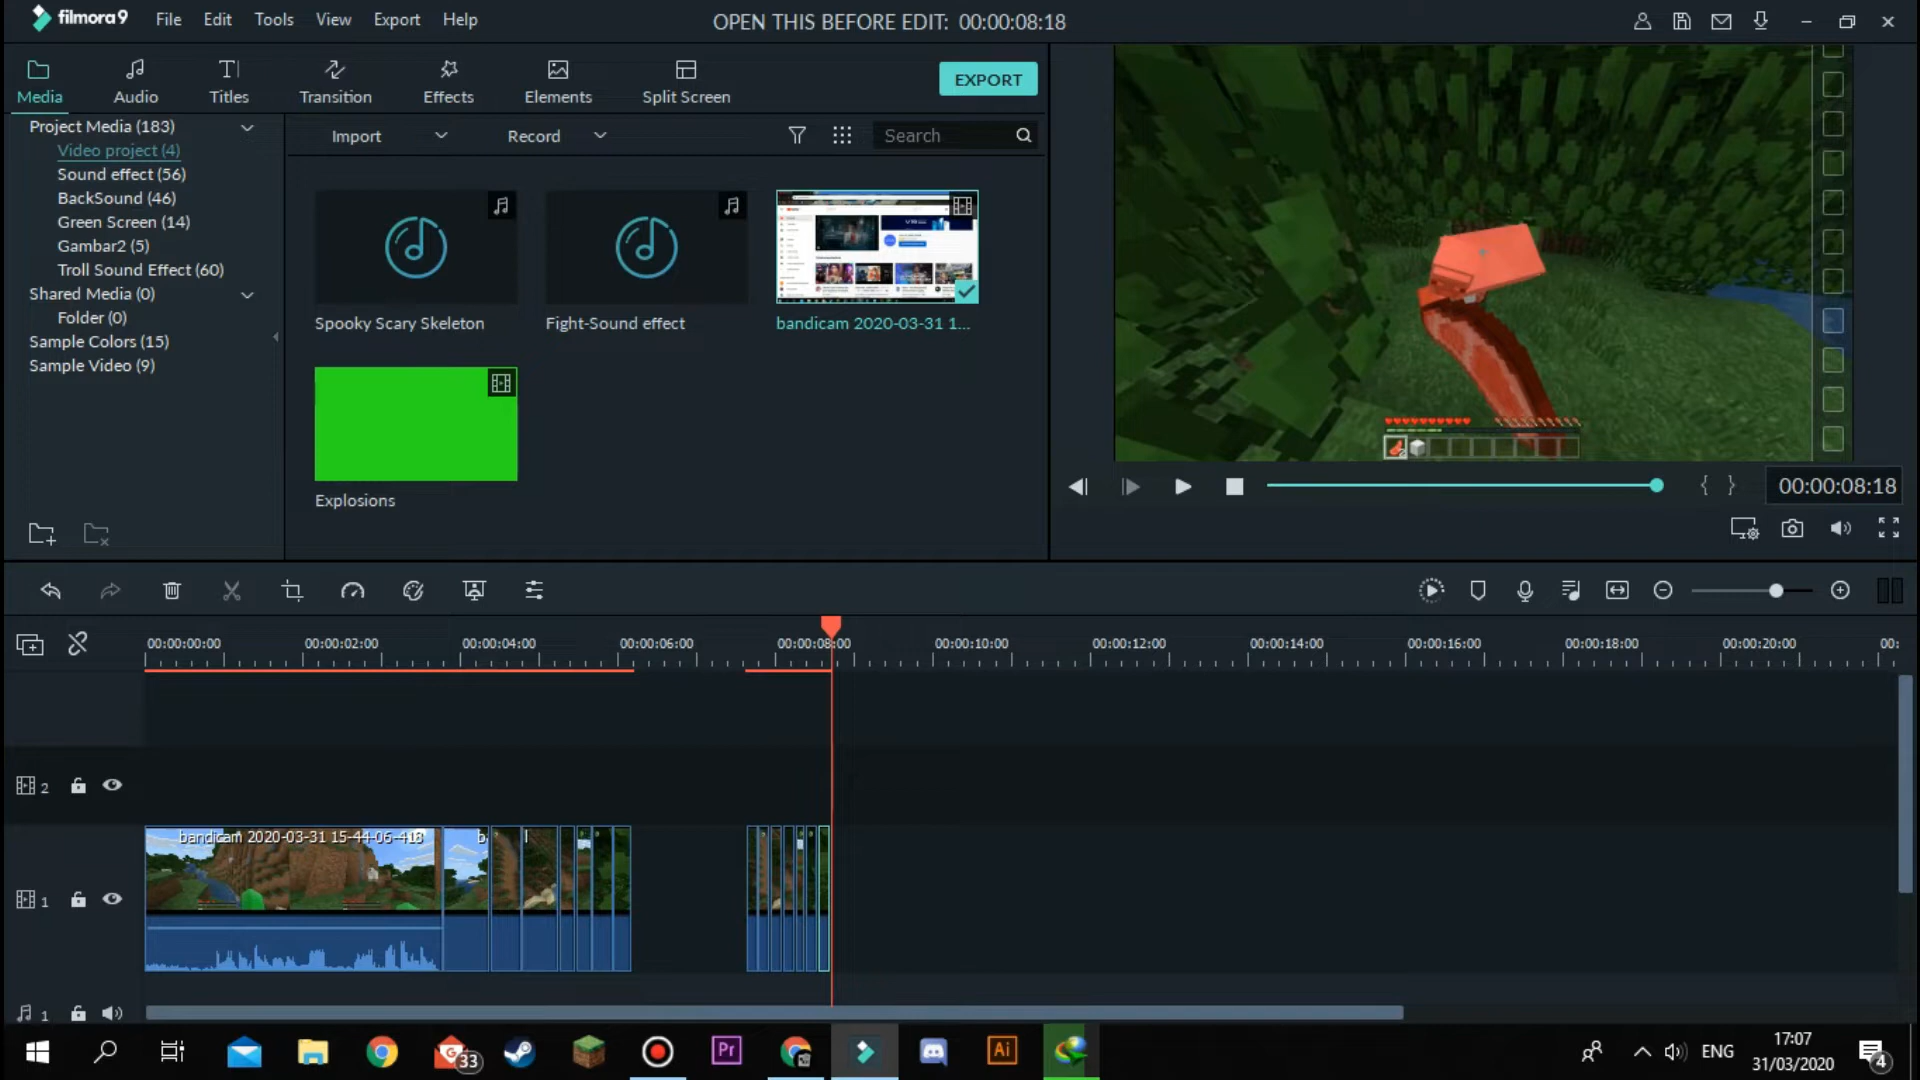 filmora9 File Edit Tools View Export Help OPEN THIS BEFORE EDIT: 00:00:08:18
Media Audio Titles Transition Effects Elements Split Screen EXPORT
Project Media (183)
Video project (4)
Sound effect (56)
BackSound (46)
Green Screen (14)
Gambar2 (5)
Troll Sound Effect (60)
Shared Media (0)
Folder (0)
Sample Colors (15)
Sample Video (9)
Import Record Search
Spooky Scary Skeleton Fight-Sound effect bandicam 2020-03-31 1...
Explosions
00:00:08:18
00:00:00:00 00:00:02:00 00:00:04:00 00:00:06:00 00:00:08:00 00:00:10:00 00:00:12:00 00:00:14:00 00:00:16:00 00:00:18:00 00:00:20:00 00:
2
bandicam 2020-03-31 15-44-06-418 b
1
1
33 Pr Ai ENG 17:07
31/03/2020 4